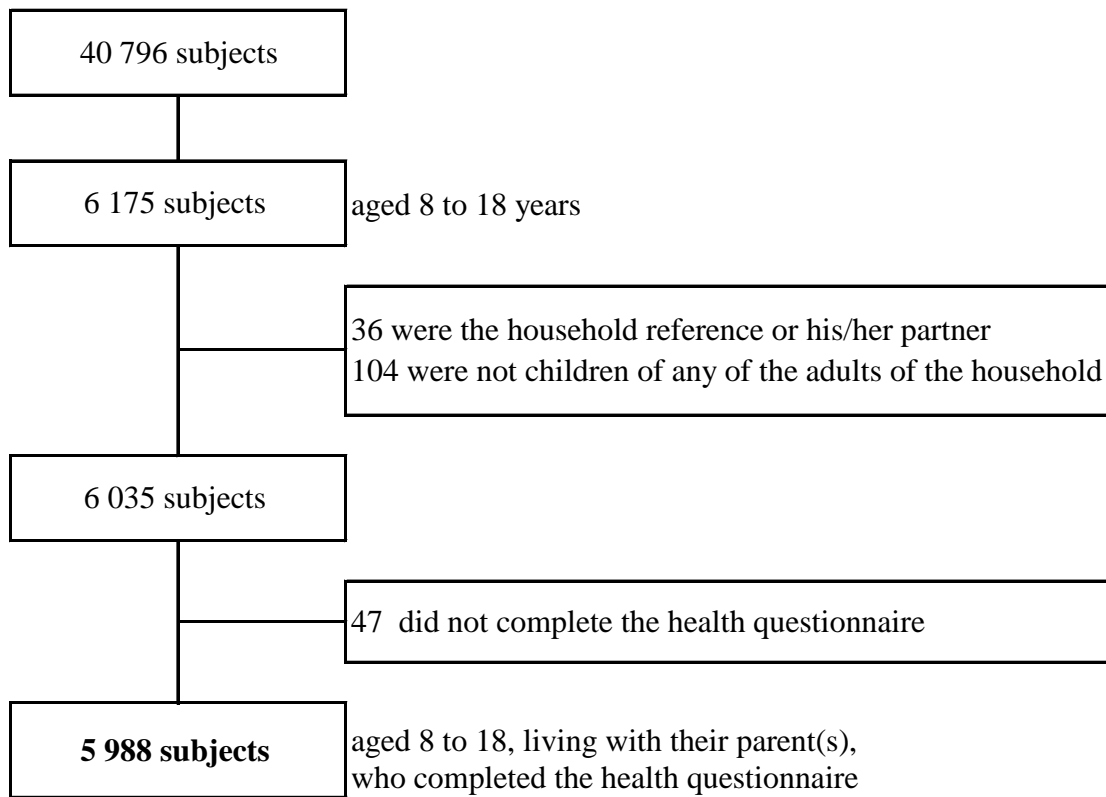 40 796 subjects
6 175 subjects
aged 8 to 18 years
36 were the household reference or his/her partner
104 were not children of any of the adults of the household
6 035 subjects
47 did not complete the health questionnaire
5 988 subjects
aged 8 to 18, living with their parent(s),
who completed the health questionnaire